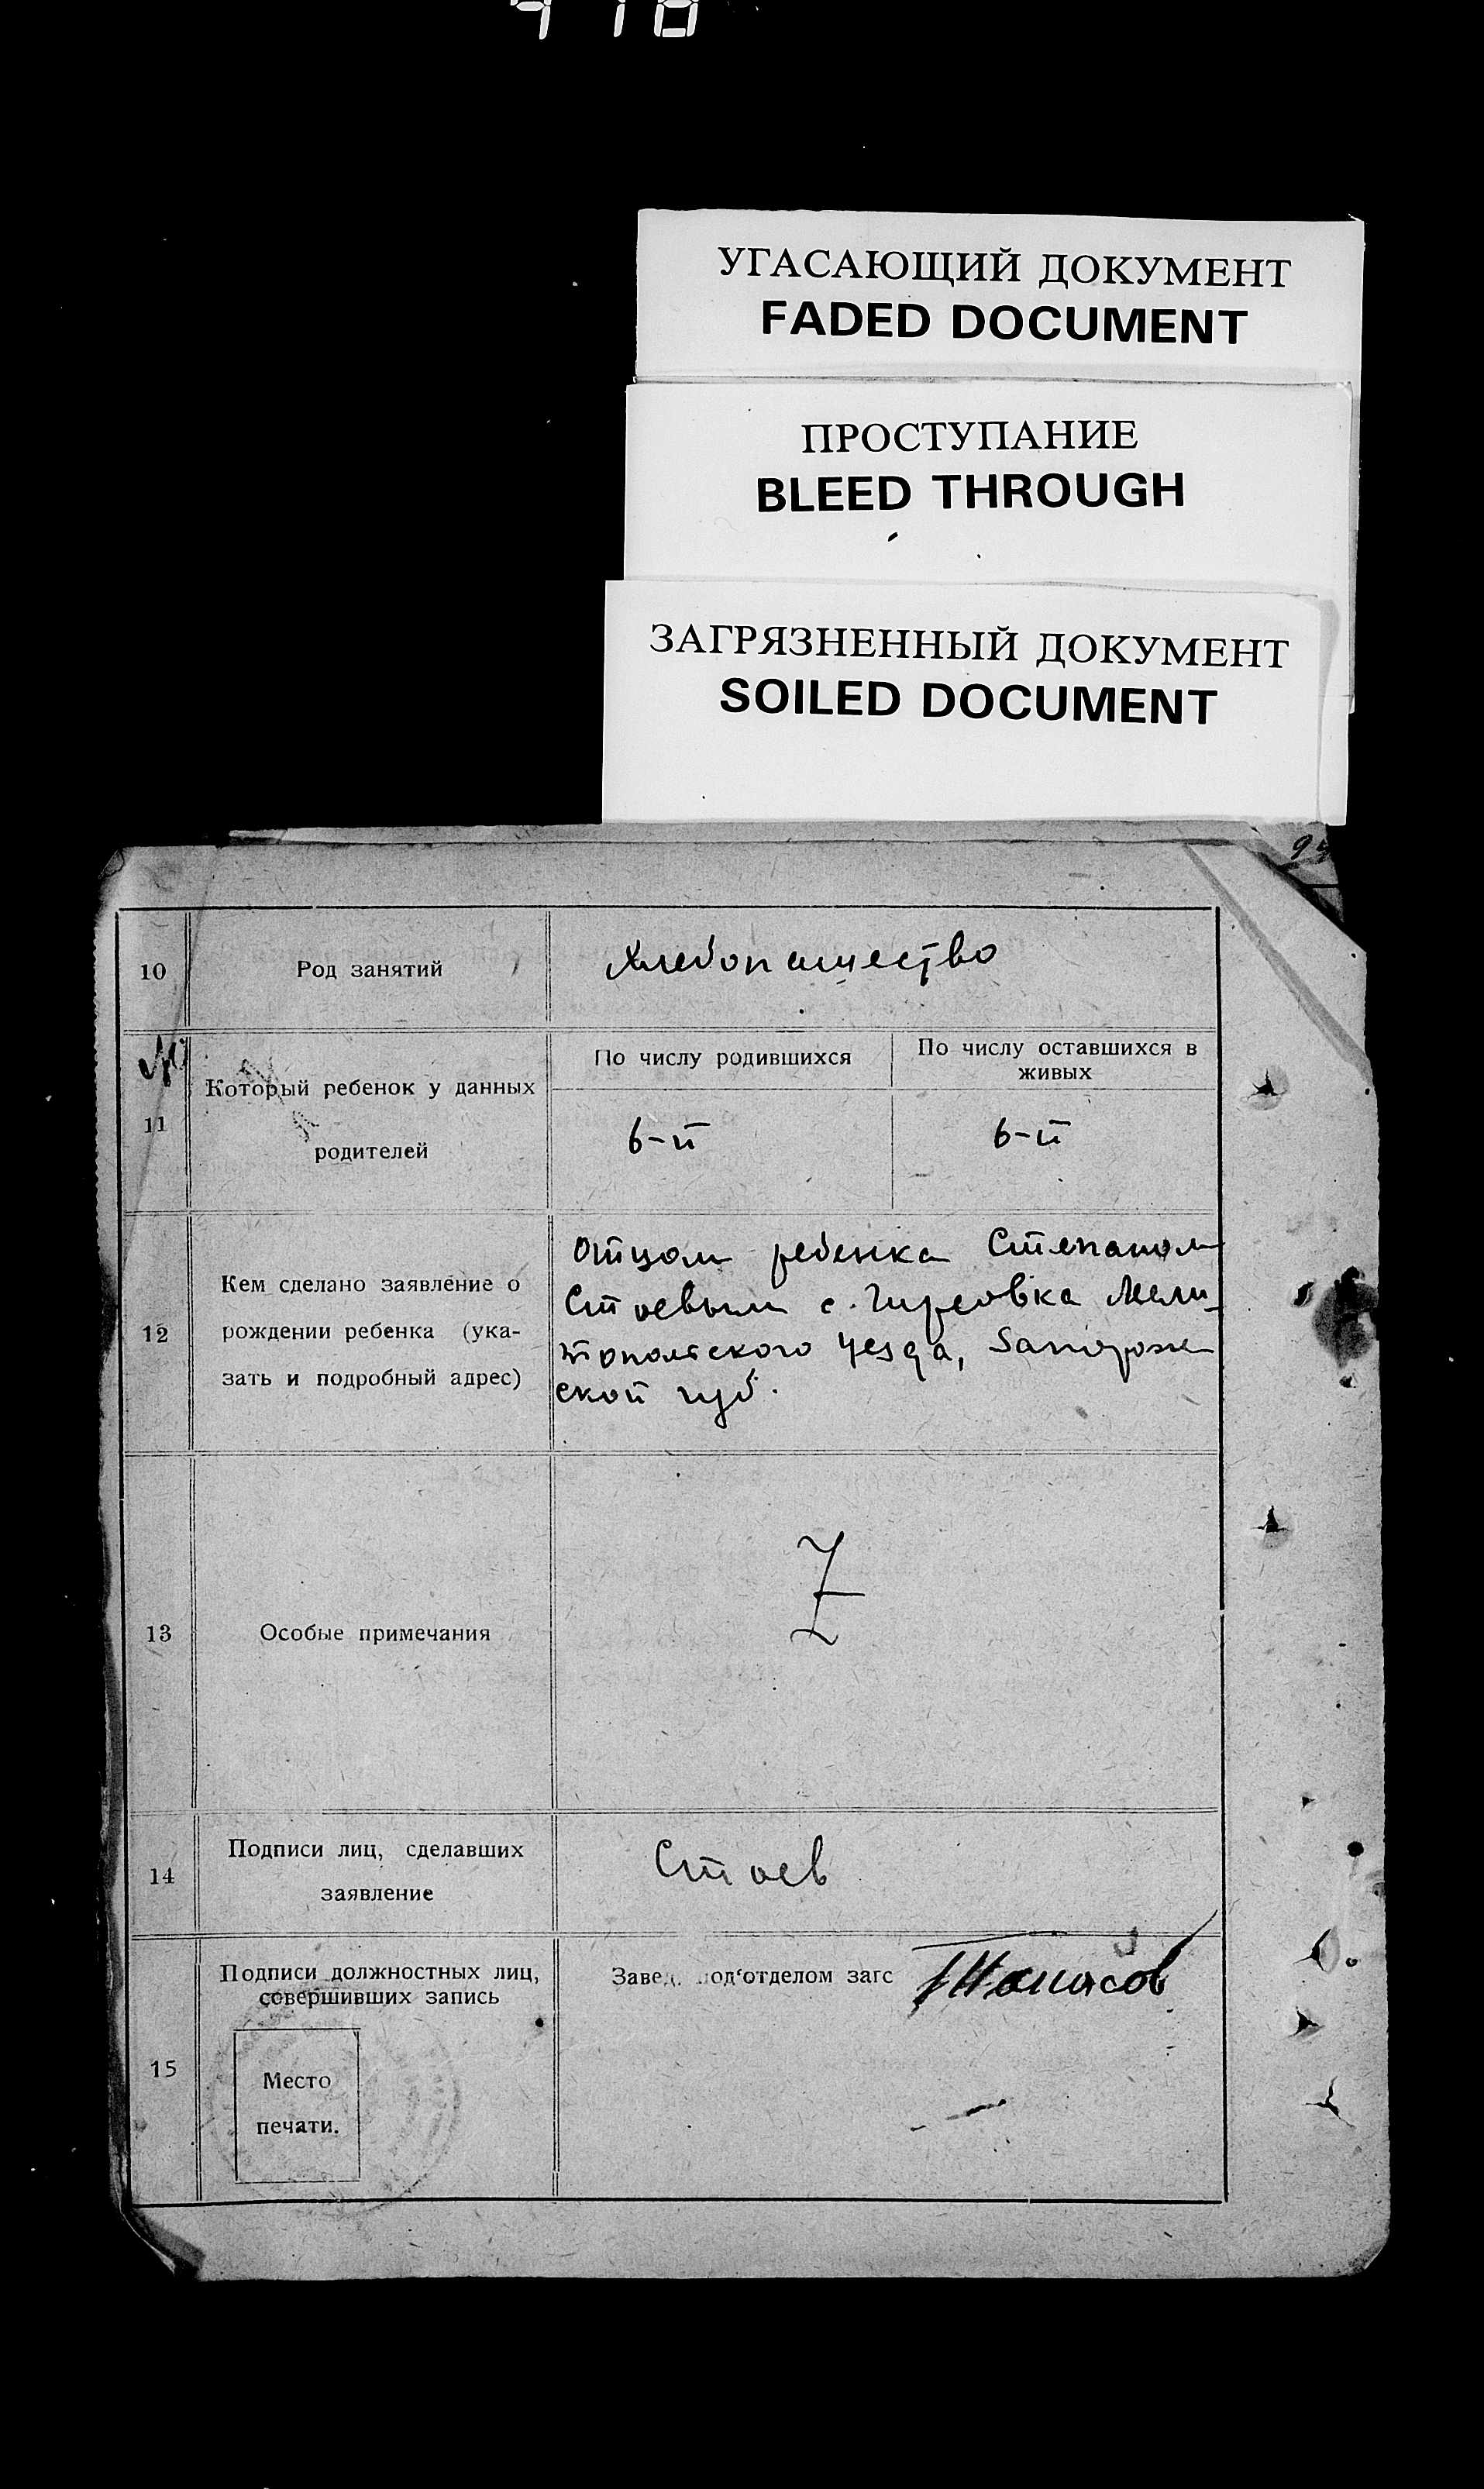 418
УГАСАЮЩИЙ ДОКУМЕНТ
FADED DOCUMENT
ПРОСТУПАНИЕ
BLEED THROUGH
ЗАГРЯЗНЕННЫЙ ДОКУМЕНТ
SOILED DOCUMENT
10
Род занятий
Хлебопашество
11
Который ребенок у данных
родителей
По числу родившихся
По числу оставшихся в
живых
6-й
6-й
12
Кем сделано заявление о
рождении ребенка (ука-
зать и подробный адрес)
Отцом ребенка Степаном
Стоевым с. Гирсовка Мели-
топольского уезда, Запорож
ской губ.
13
Особые примечания
14
Подписи лиц, сделавших
заявление
Стоев
15
Подписи должностных лиц,
совершивших запись
Место
печати.
Завед. под'отделом загс